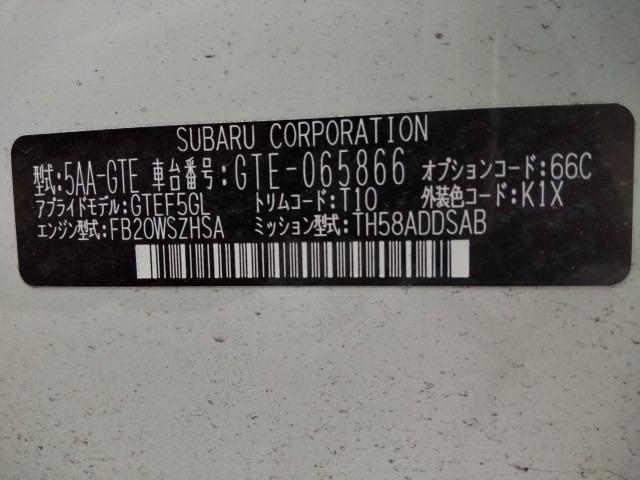 SUBARU CORPORATION
型式:5AA-GTE 車台番号:GTE-065866 オプションコード:66C
アプライドモデル:GTEF5GL トリムコード:T10 外装色コード:K1X
エンジン型式:FB20WSZHSA ミッション型式:TH58ADDSAB